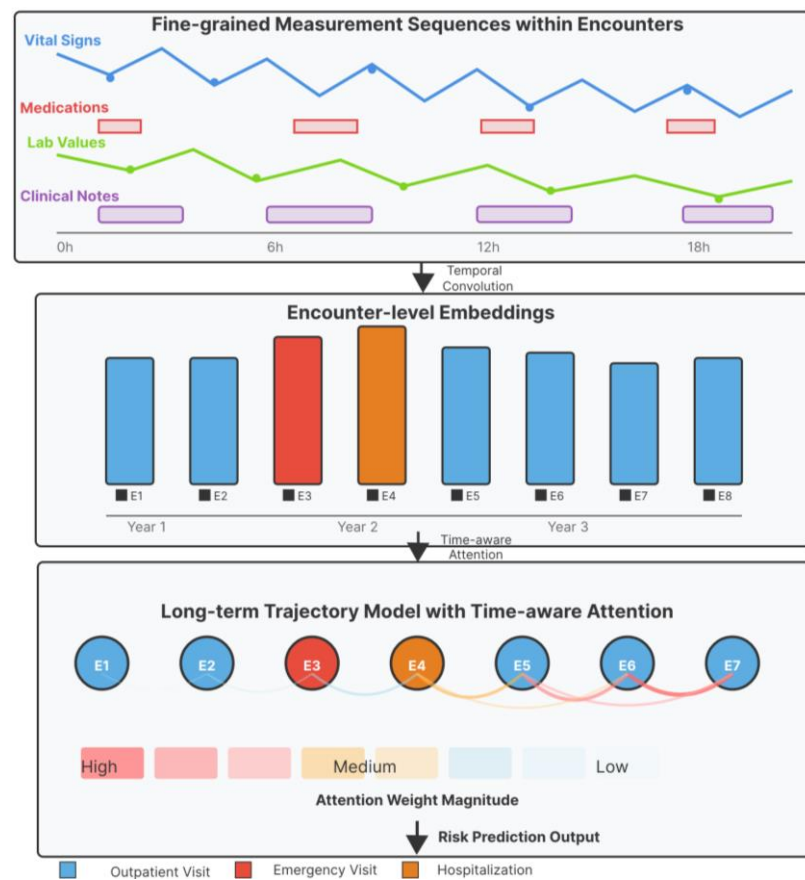 Fine-grained Measurement Sequences within Encounters
Vital Signs
Medications
Lab Values
Clinical Notes
0h 6h 12h 18h
Temporal
Convolution
Encounter-level Embeddings
E1 E2 E3 E4 E5 E6 E7 E8
Year 1 Year 2 Year 3
Time-aware
Attention
Long-term Trajectory Model with Time-aware Attention
E1 E2 E3 E4 E5 E6 E7
High Medium Low
Attention Weight Magnitude
Risk Prediction Output
Outpatient Visit Emergency Visit Hospitalization